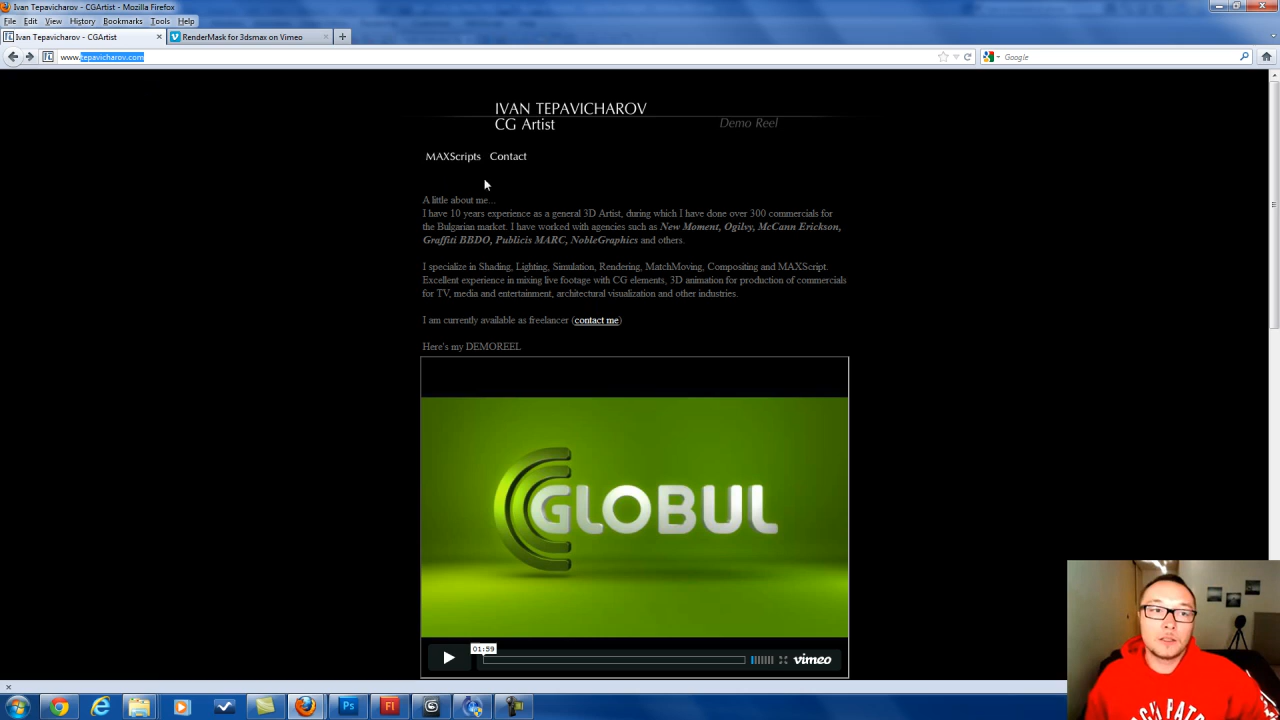 Ivan Tepavicharov - CGArtist - Mozilla Firefox
File Edit View History Bookmarks Tools Help
Ivan Tepavicharov - CGArtist × RenderMask for 3dsmax on Vimeo × +
www.tepavicharov.com Google
IVAN TEPAVICHAROV
CG Artist
Demo Reel
MAXScripts Contact
A little about me...
I have 10 years experience as a general 3D Artist, during which I have done over 300 commercials for
the Bulgarian market. I have worked with agencies such as New Moment, Ogilvy, McCann Erickson,
Graffiti BBDO, Publicis MARC, NobleGraphics and others.
I specialize in Shading, Lighting, Simulation, Rendering, MatchMoving, Compositing and MAXScript.
Excellent experience in mixing live footage with CG elements, 3D animation for production of commercials
for TV, media and entertainment, architectural visualization and other industries.
I am currently available as freelancer (contact me)
Here's my DEMOREEL
GLOBUL
01:59
vimeo
Ps Fl